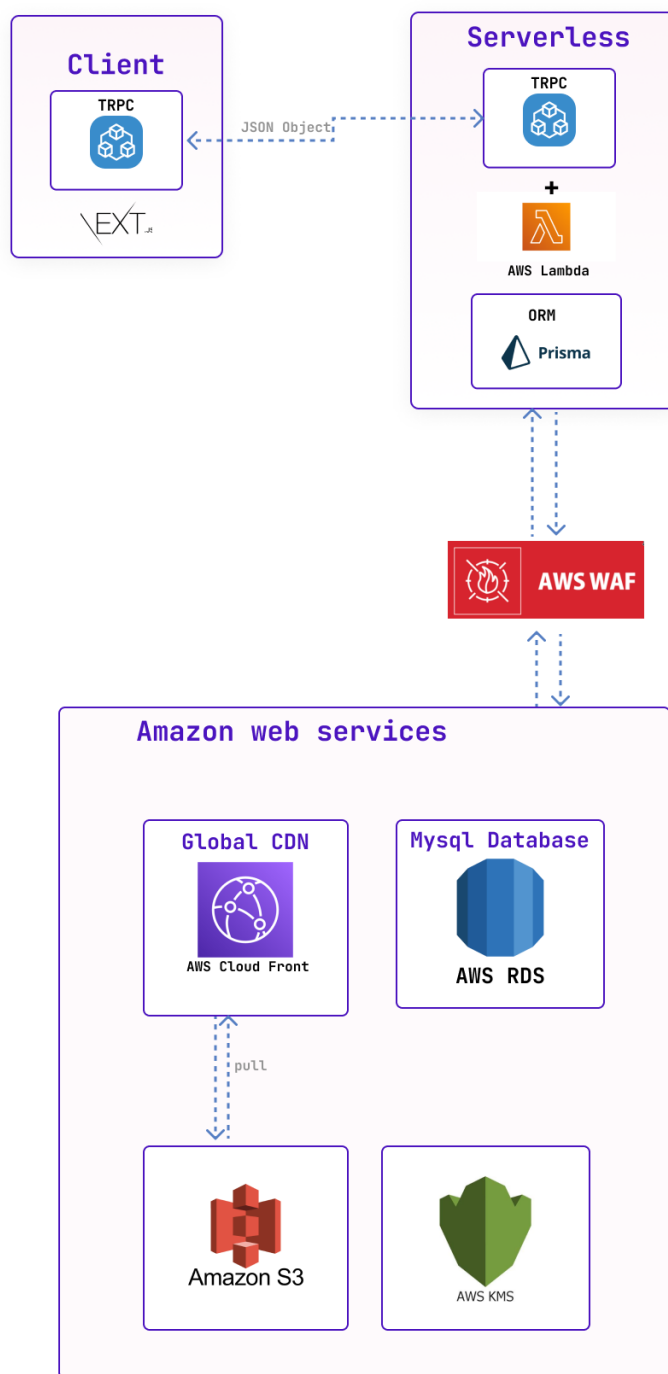 Client
TRPC
JSON Object
NEXT.JS
Serverless
TRPC
+
AWS Lambda
ORM
Prisma
AWS WAF
Amazon web services
Global CDN
AWS Cloud Front
Mysql Database
AWS RDS
pull
Amazon S3
AWS KMS